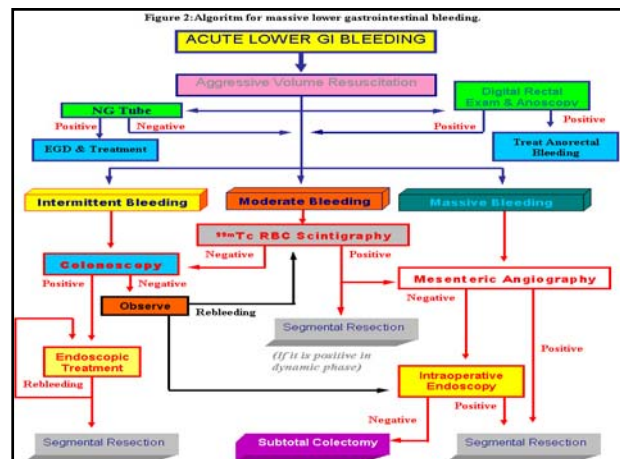 Figure 2:Algoritm for massive lower gastrointestinal bleeding.
ACUTE LOWER GI BLEEDING
Aggressive Volume Resuscitation
NG Tube
Digital Rectal
Exam & Anoscopy
Positive
Negative
Positive
Positive
EGD & Treatment
Treat Anorectal
Bleeding
Intermittent Bleeding
Moderate Bleeding
Massive Bleeding
99mTc RBC Scintigraphy
Negative
Positive
Colonoscopy
Mesenteric Angiography
Positive
Negative
Negative
Observe
Rebleeding
Segmental Resection
(If it is positive in
dynamic phase)
Positive
Endoscopic
Treatment
Rebleeding
Intraoperative
Endoscopy
Negative
Positive
Segmental Resection
Subtotal Colectomy
Segmental Resection